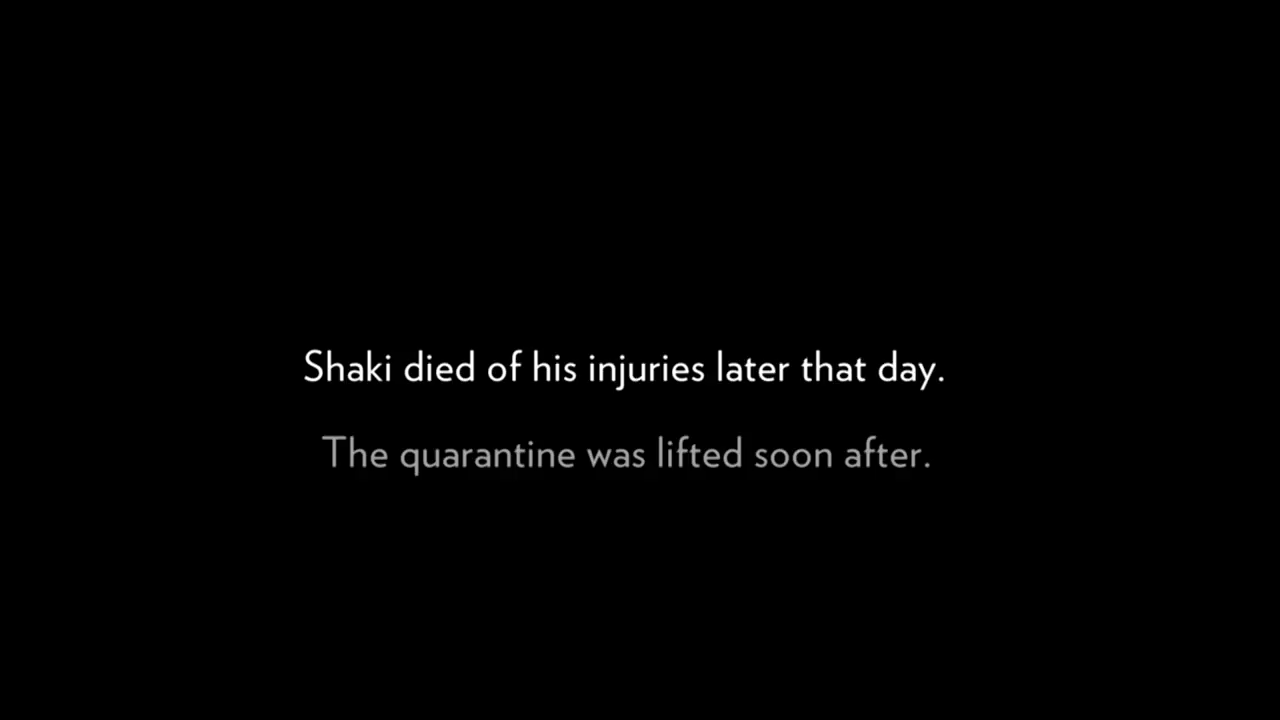 Shaki died of his injuries later that day.
The quarantine was lifted soon after.